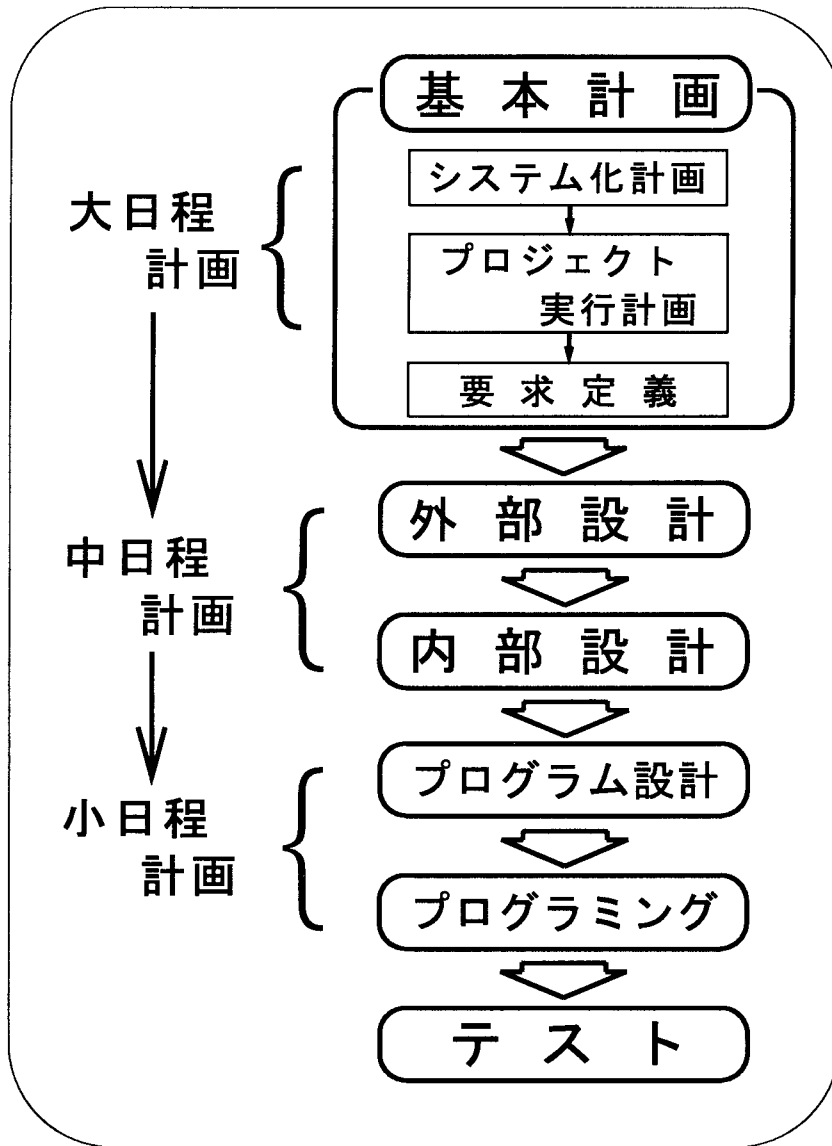 基本計画
システム化計画
プロジェクト
実行計画
要求定義
大日程
計画
外部設計
内部設計
中日程
計画
プログラム設計
プログラミング
小日程
計画
テスト